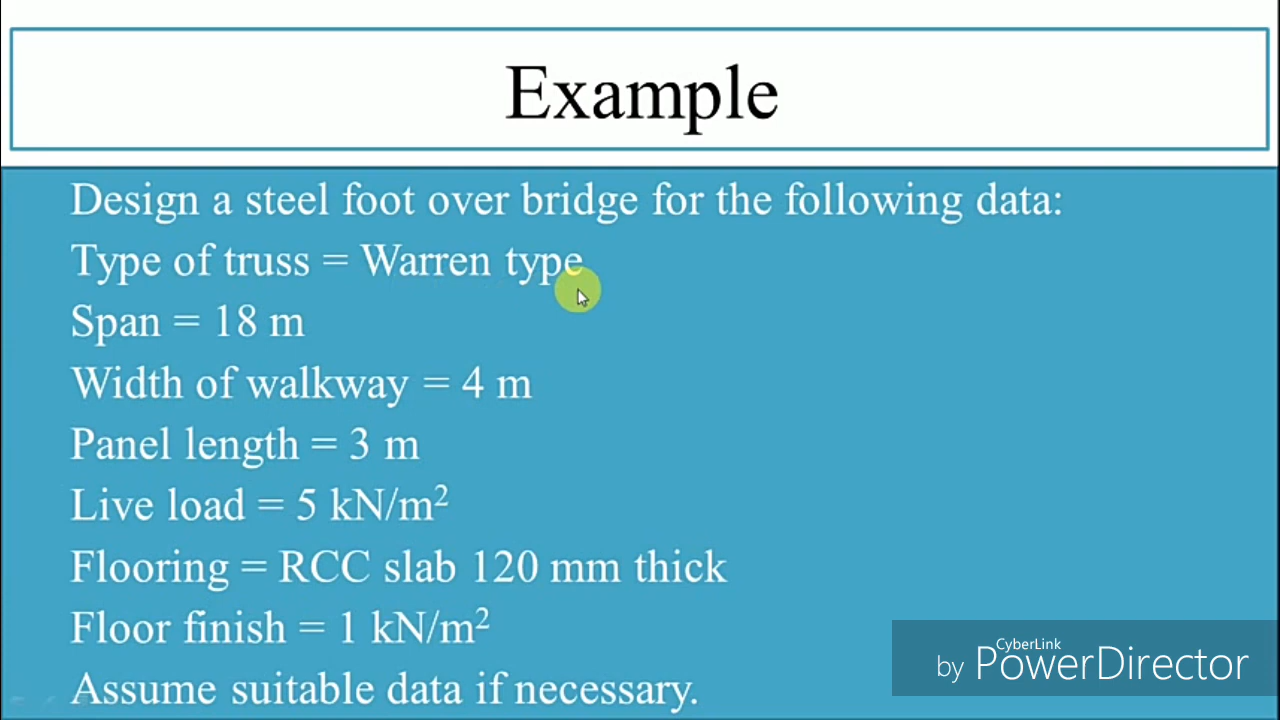 Example
Design a steel foot over bridge for the following data:
Type of truss = Warren type
Span = 18 m
Width of walkway = 4 m
Panel length = 3 m
Live load = 5 kN/m²
Flooring = RCC slab 120 mm thick
Floor finish = 1 kN/m²
Assume suitable data if necessary.
CyberLink
by PowerDirector